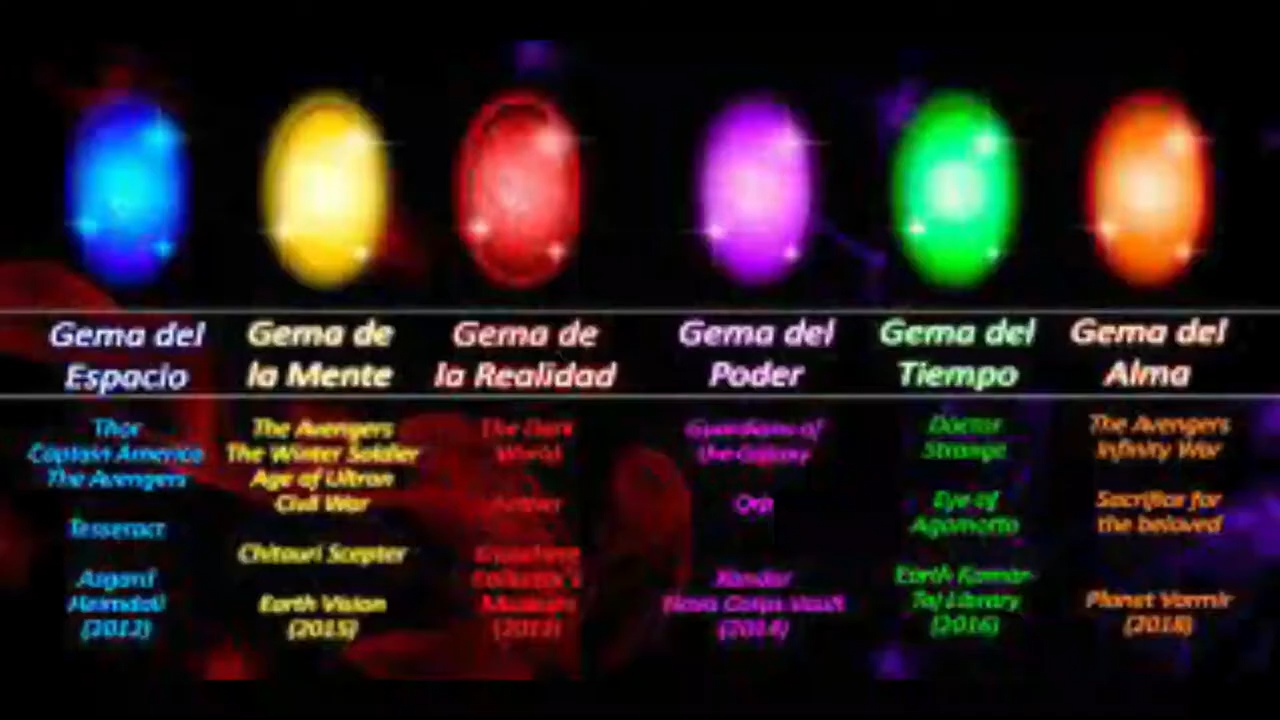 Gema del
Espacio
Thor
Captain America
The Avengers
Tesseract
Asgard
Heimdall
(2012)
Gema de
la Mente
The Avengers
The Winter Soldier
Age of Ultron
Civil War
Chitauri Scepter
Earth Vision
(2015)
Gema de
la Realidad
The Dark
World
Aether
Collector's
Museum
(2013)
Gema del
Poder
Guardians of
the Galaxy
Orb
Xandar
Nova Corps Vault
(2014)
Gema del
Tiempo
Doctor
Strange
Eye of
Agamotto
Earth Kamar-
Taj Library
(2016)
Gema del
Alma
The Avengers
Infinity War
Sacrifice for
the beloved
Planet Vormir
(2018)